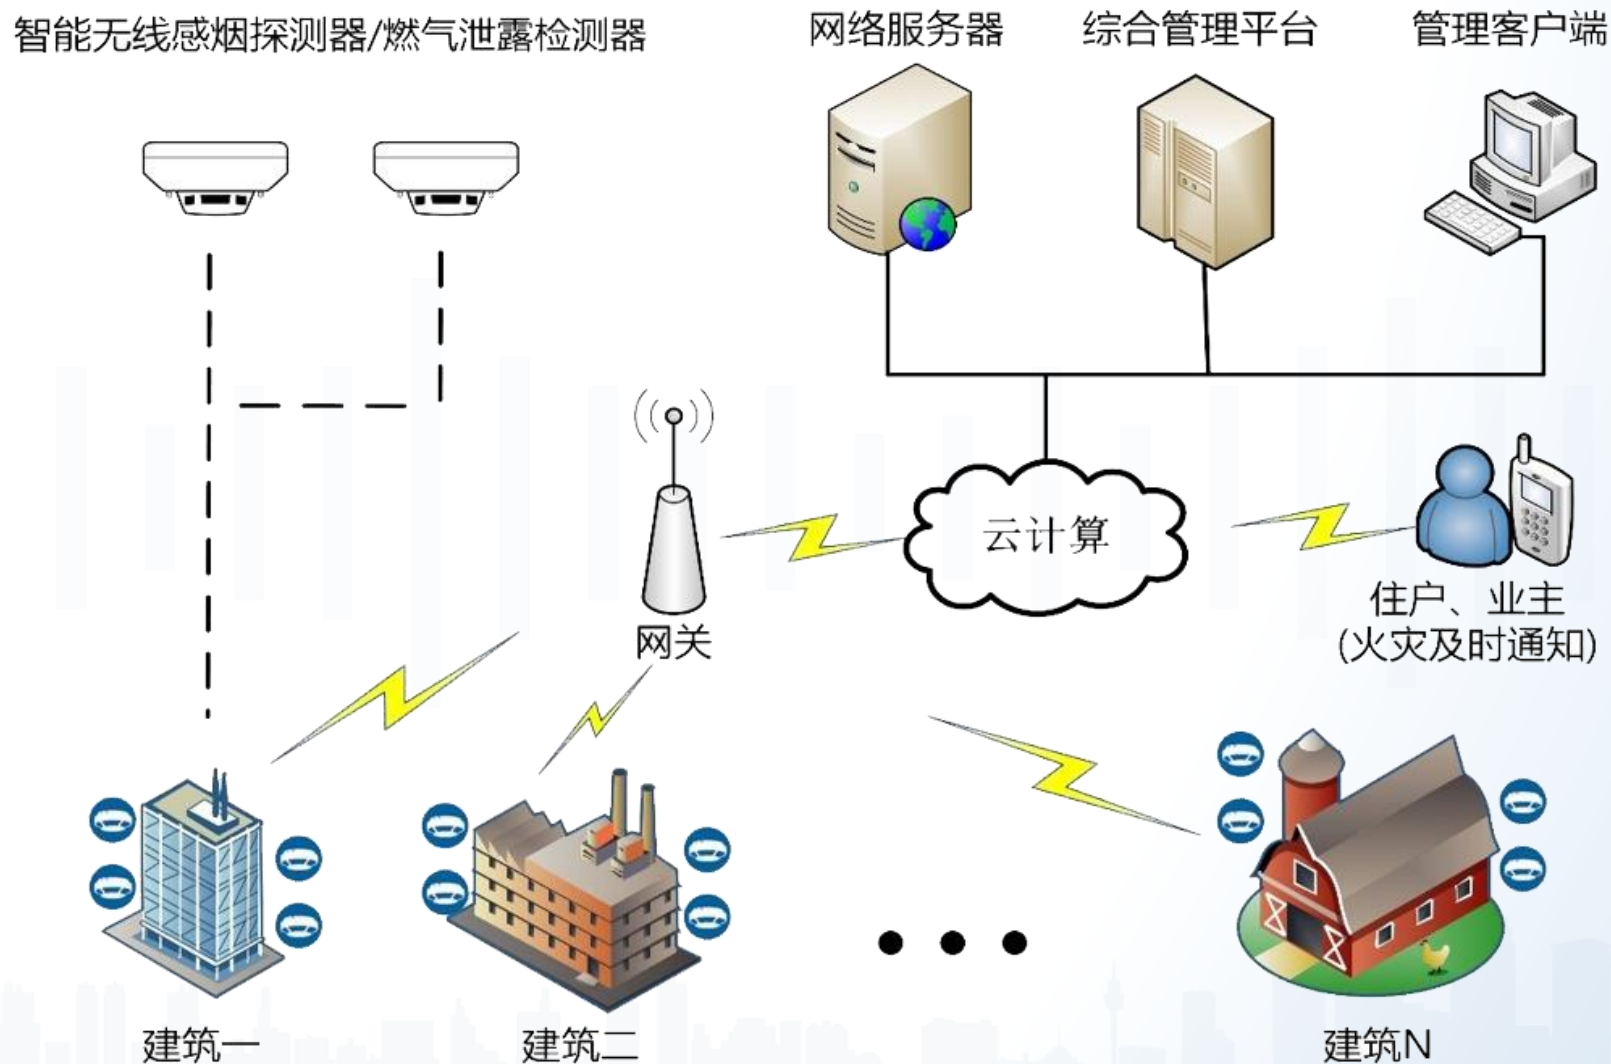 智能无线感烟探测器/燃气泄露检测器
网络服务器
综合管理平台
管理客户端
云计算
网关
住户、业主
(火灾及时通知)
建筑一
建筑二
建筑N